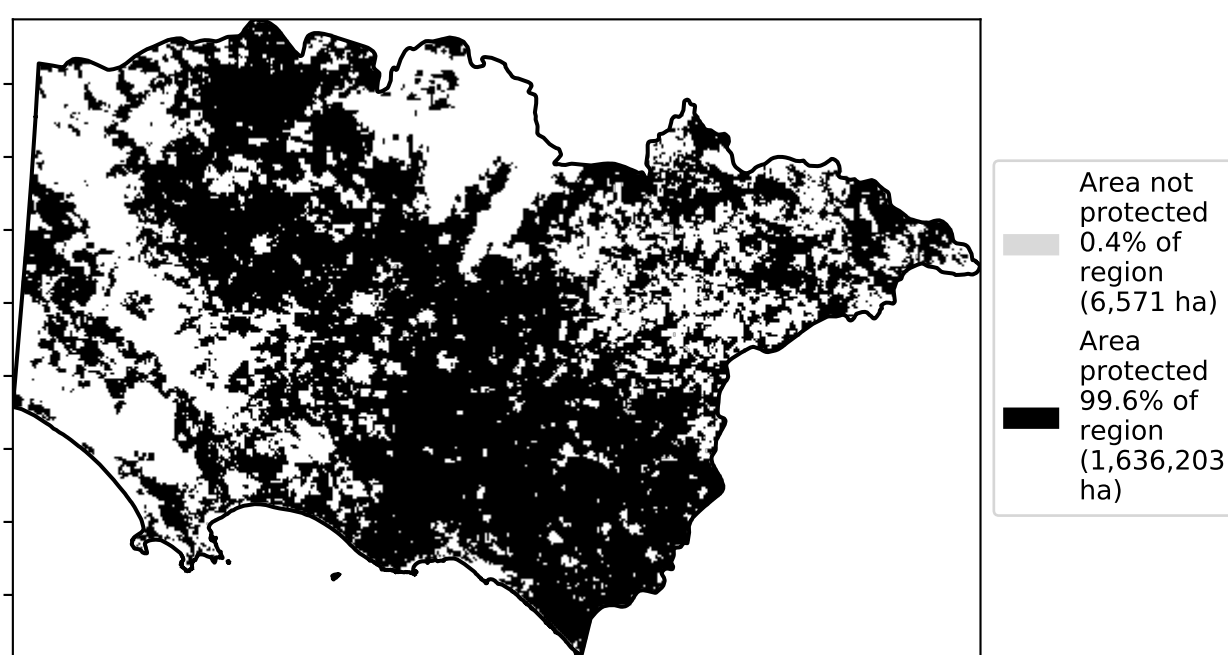 Area not
protected
0.4% of
region
(6,571 ha)
Area
protected
99.6% of
region
(1,636,203
ha)